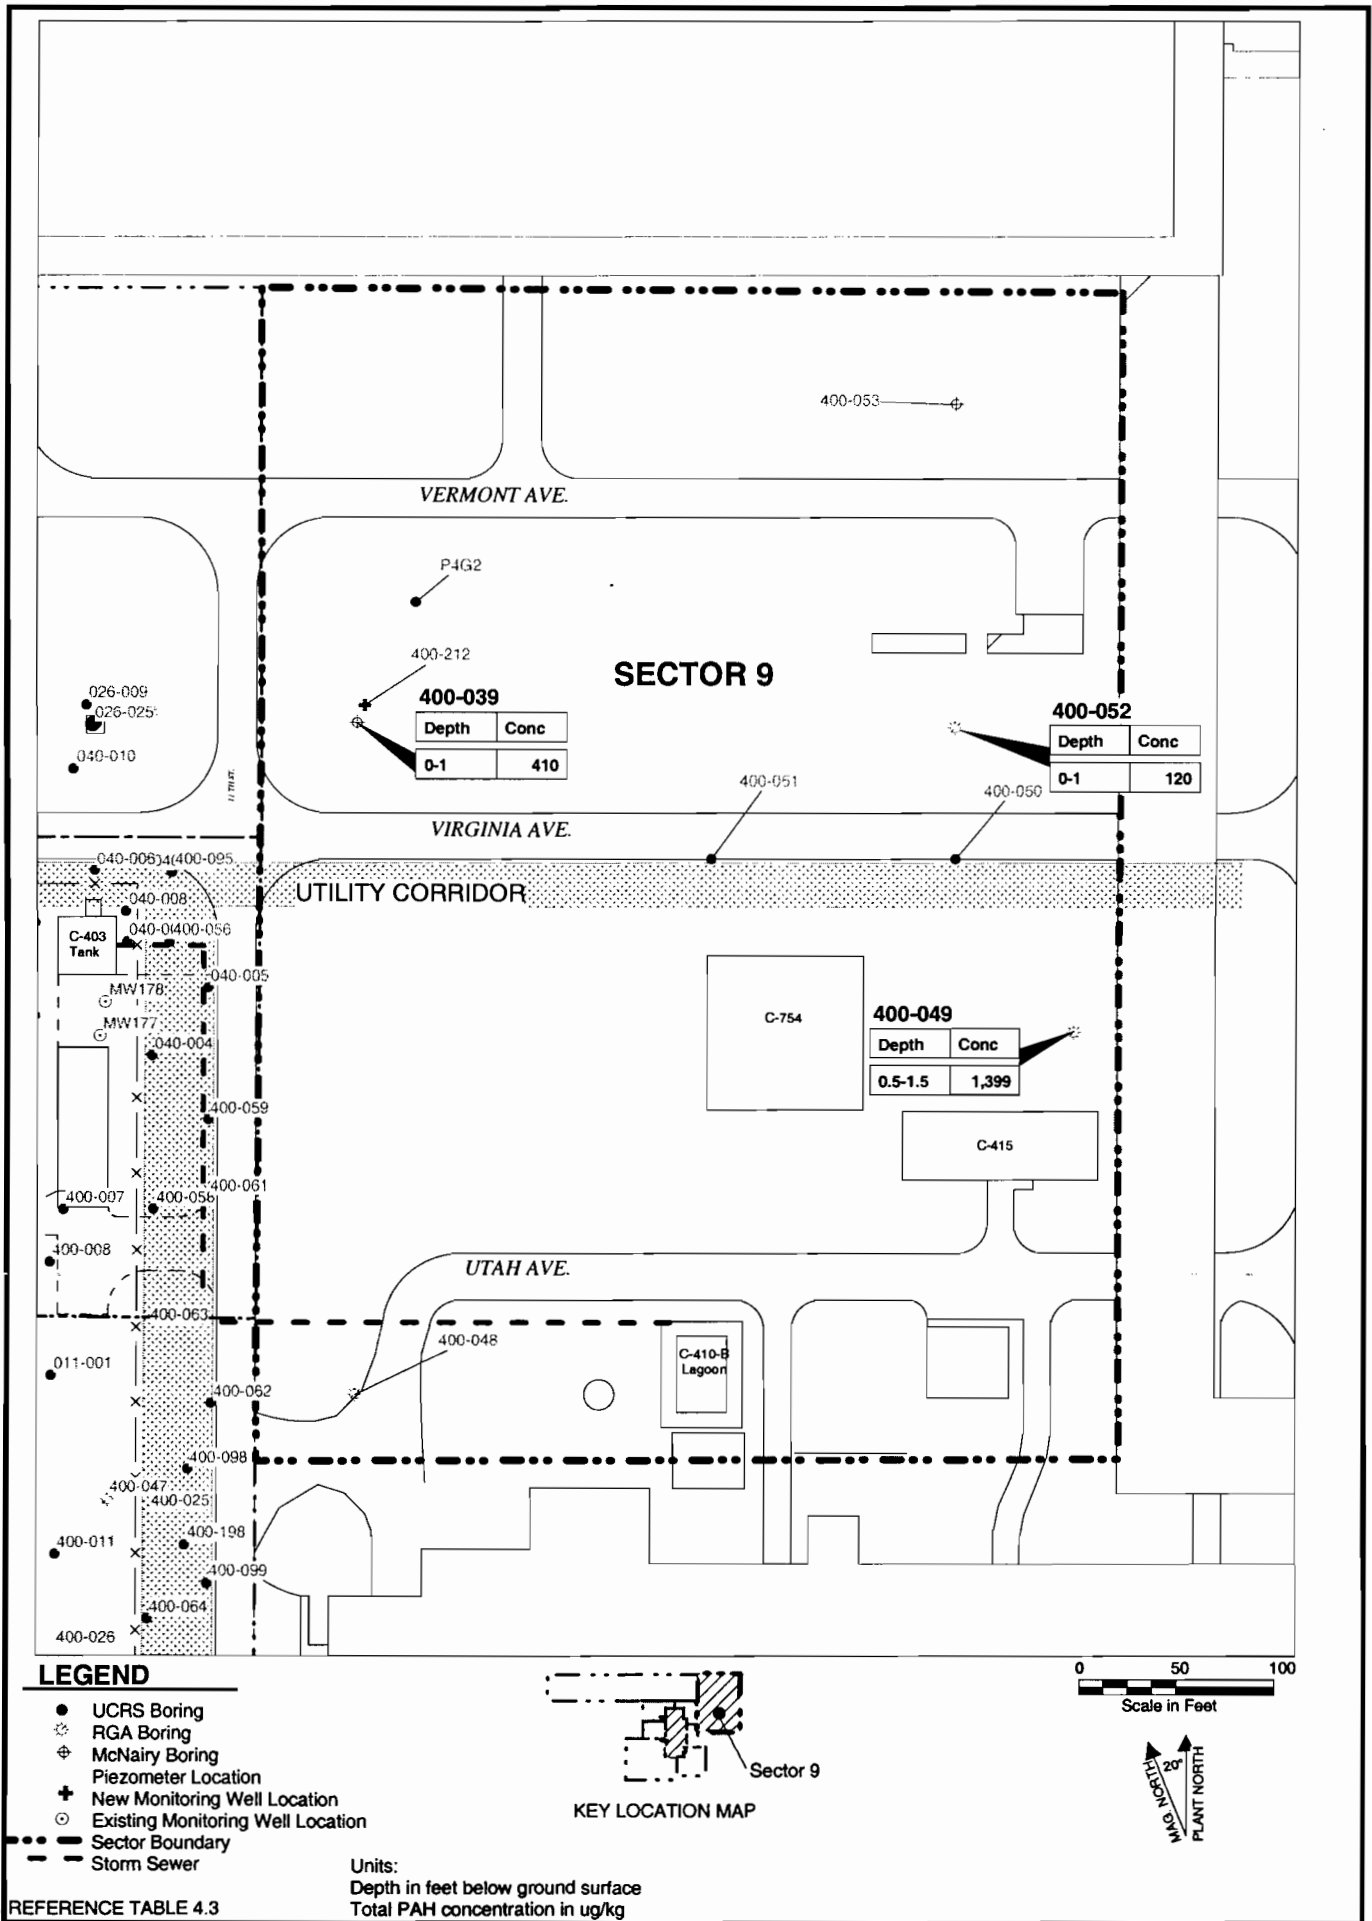 400-053
VERMONT AVE.
P4G2
400-212
SECTOR 9
400-039
Depth Conc
0-1 410
400-052
Depth Conc
0-1 120
026-009
026-025
040-010
11TH ST.
400-051
400-050
VIRGINIA AVE.
040-006
400-095
UTILITY CORRIDOR
040-008
C-403
Tank
400-056
040-005
MW178
MW177
040-004
C-754
400-049
Depth Conc
0.5-1.5 1,399
400-059
C-415
400-061
400-007
400-008
UTAH AVE.
400-063
400-048
C-410-B
Lagoon
011-001
400-062
400-098
400-047
400-025
400-198
400-011
400-099
400-064
400-026
LEGEND
UCRS Boring
RGA Boring
McNairy Boring
Piezometer Location
New Monitoring Well Location
Existing Monitoring Well Location
Sector Boundary
Storm Sewer
REFERENCE TABLE 4.3
Units:
Depth in feet below ground surface
Total PAH concentration in ug/kg
Sector 9
KEY LOCATION MAP
0 50 100
Scale in Feet
MAG. NORTH
20°
PLANT NORTH